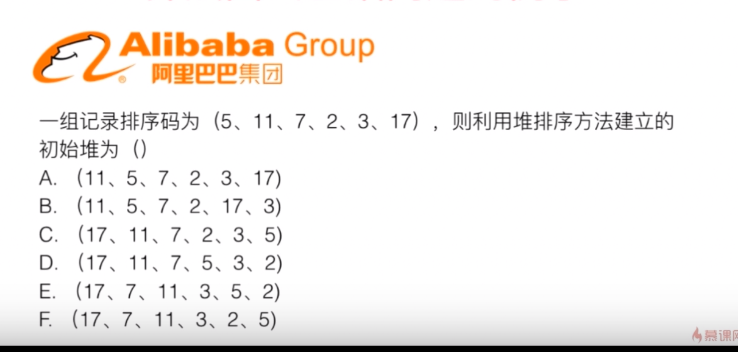 Alibaba Group
阿里巴巴集团
一组记录排序码为（5、11、7、2、3、17），则利用堆排序方法建立的
初始堆为（）
A. （11、5、7、2、3、17)
B. （11、5、7、2、17、3)
C. （17、11、7、2、3、5)
D. （17、11、7、5、3、2)
E. （17、7、11、3、5、2)
F. （17、7、11、3、2、5)
慕课网